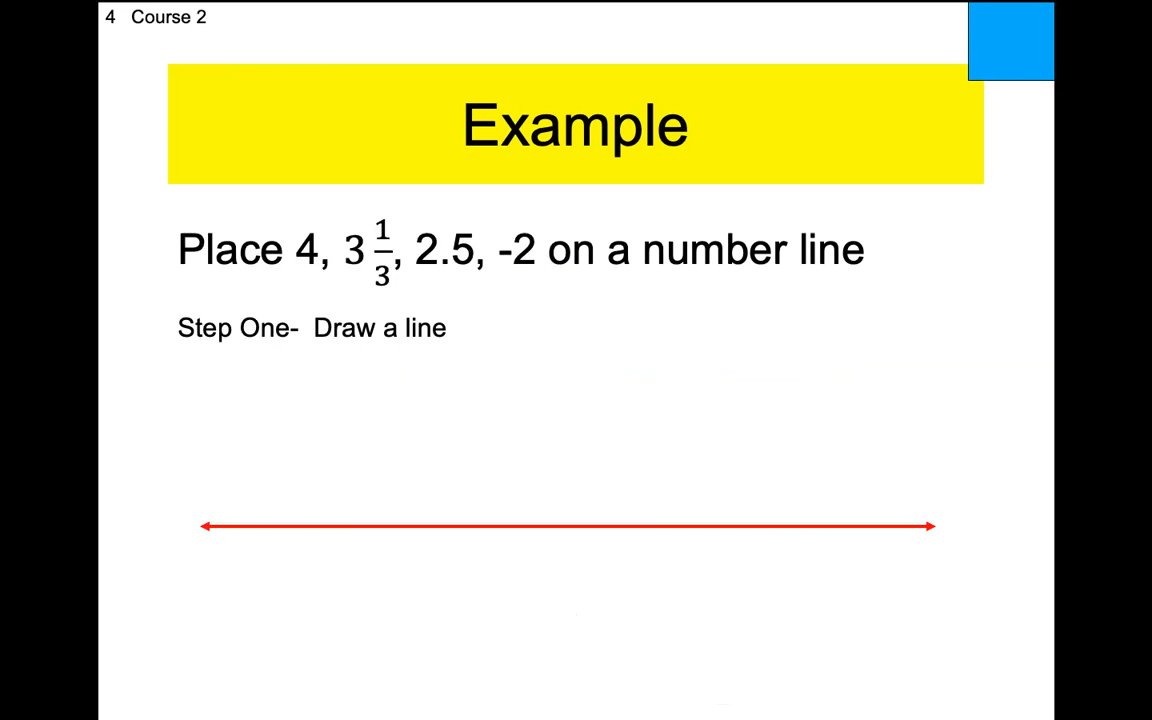 4 Course 2
Example
Place 4, 3 1/3, 2.5, -2 on a number line
Step One- Draw a line